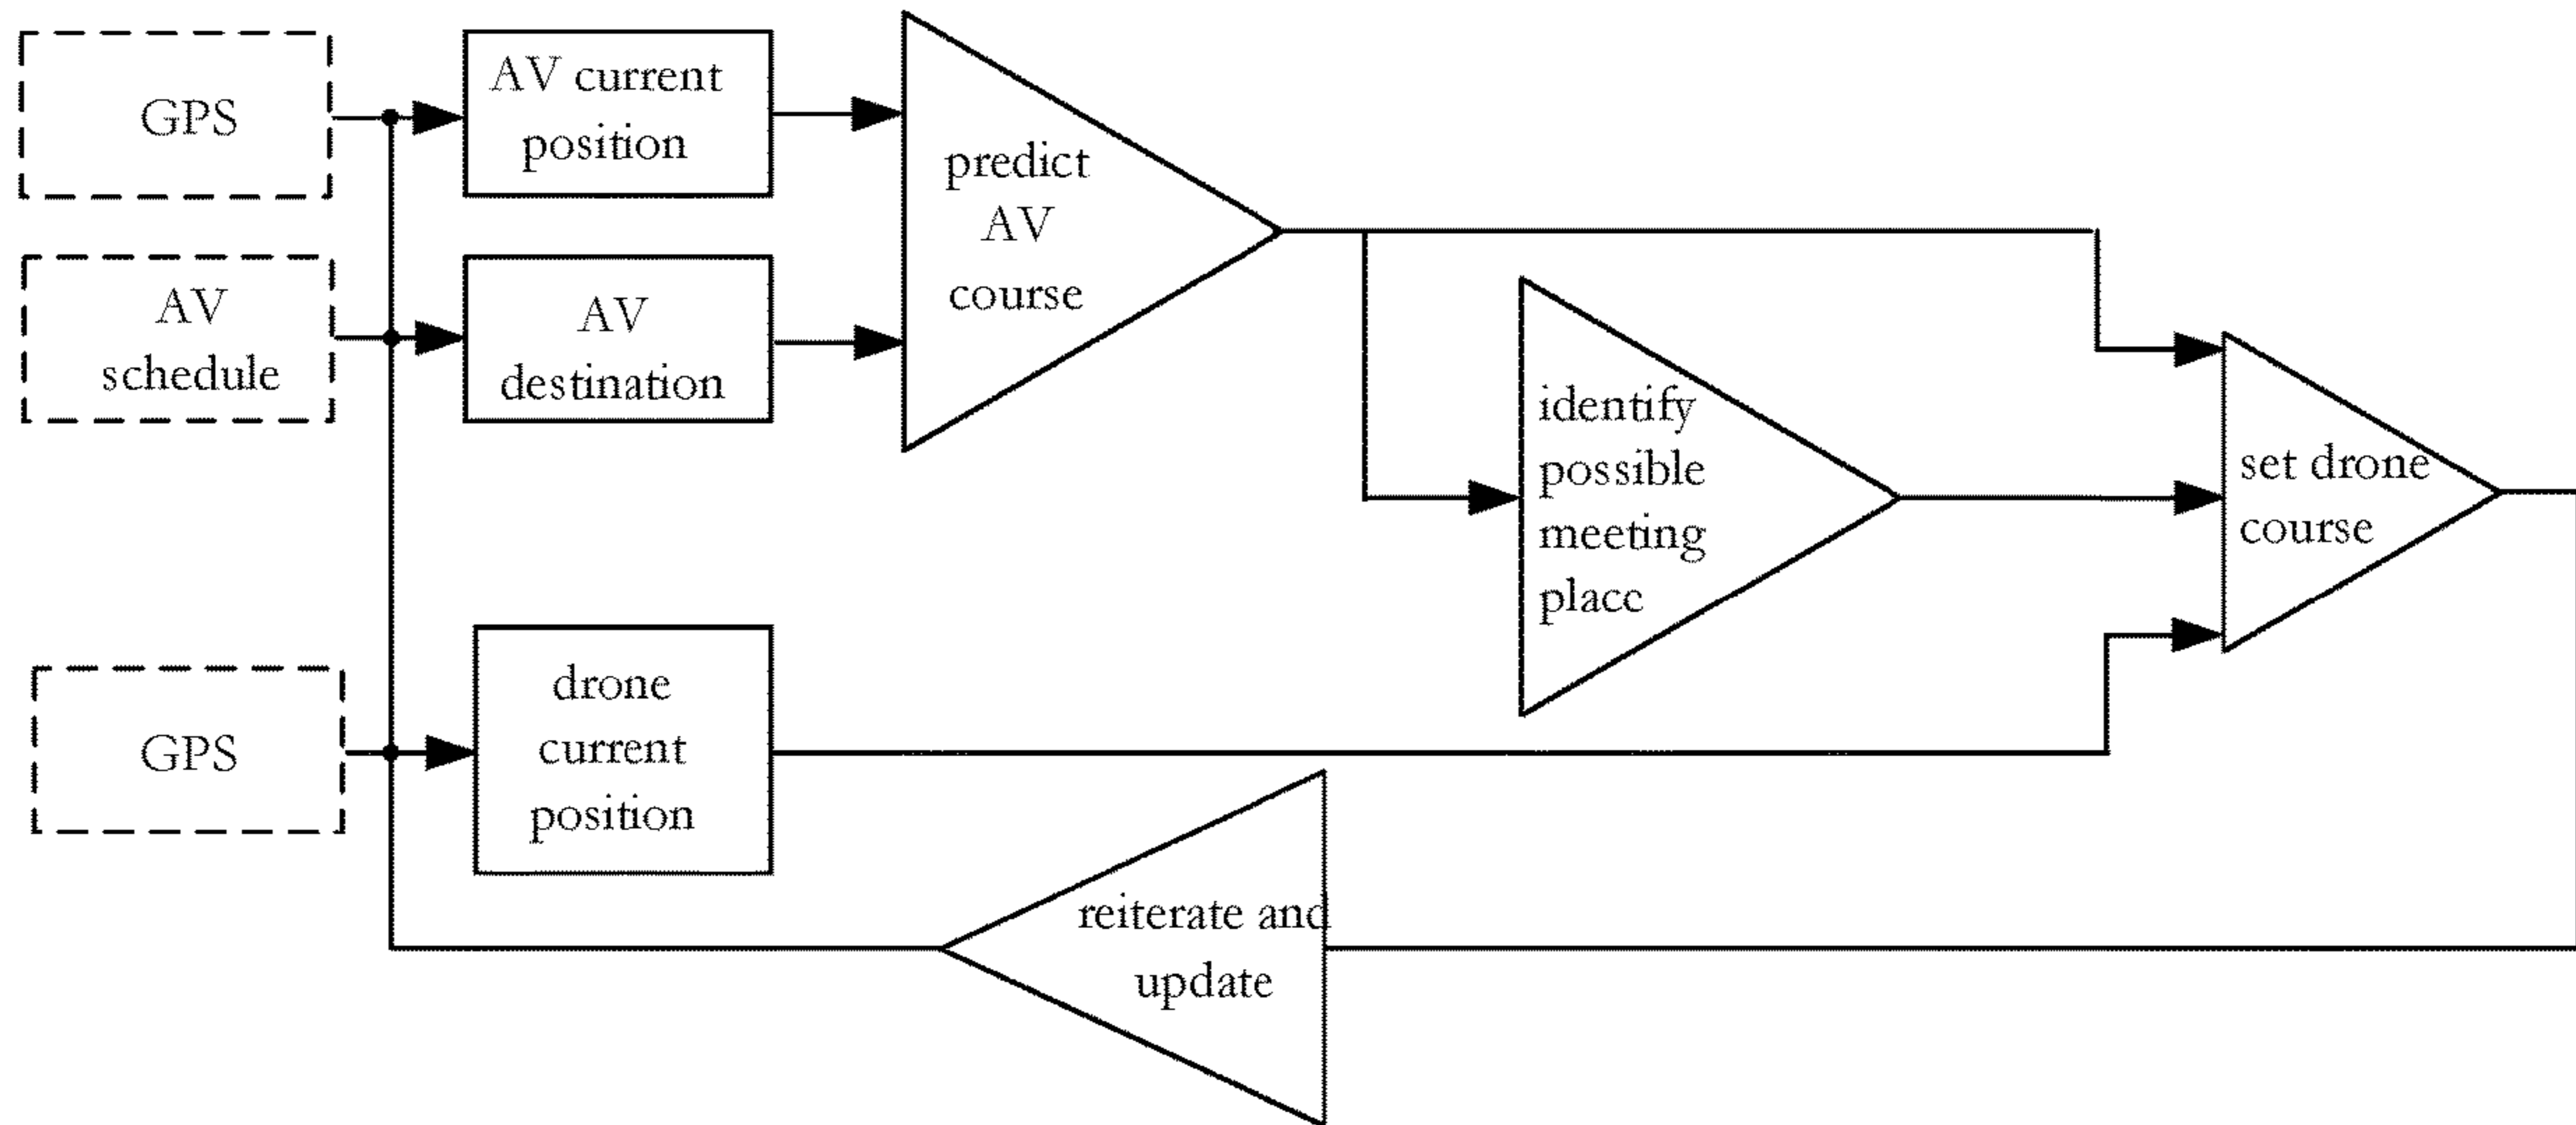 GPS
AV current
position
predict
AV
course
AV
schedule
AV
destination
identify
possible
meeting
place
set drone
course
GPS
drone
current
position
reiterate and
update